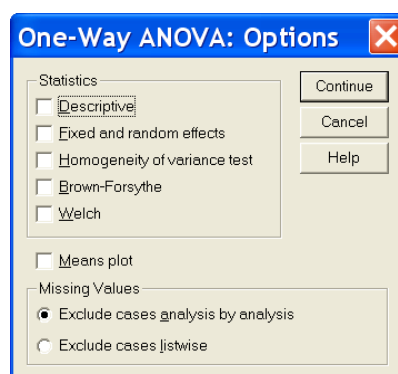 One-Way ANOVA: Options
Statistics
Descriptive
Fixed and random effects
Homogeneity of variance test
Brown-Forsythe
Welch
Continue
Cancel
Help
Means plot
Missing Values
Exclude cases analysis by analysis
Exclude cases listwise